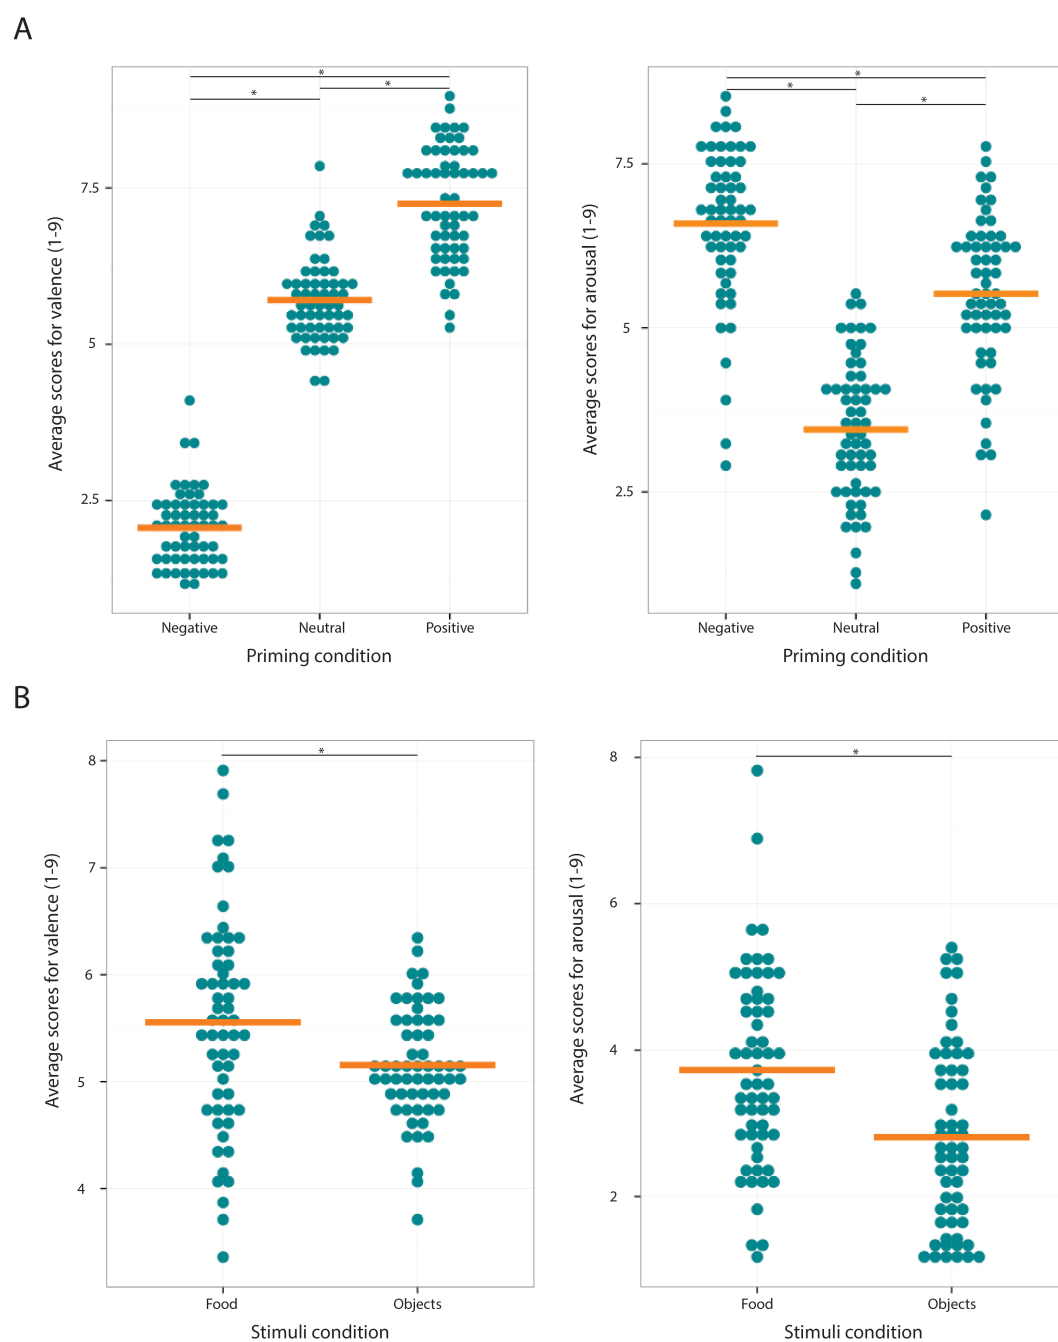 A
*
*
*
*
*
*
7.5
5
2.5
Average scores for valence (1-9)
Negative
Neutral
Positive
Priming condition
7.5
5
2.5
Average scores for arousal (1-9)
Negative
Neutral
Positive
Priming condition
B
*
*
8
7
6
5
4
Average scores for valence (1-9)
Food
Objects
Stimuli condition
8
6
4
2
Average scores for arousal (1-9)
Food
Objects
Stimuli condition